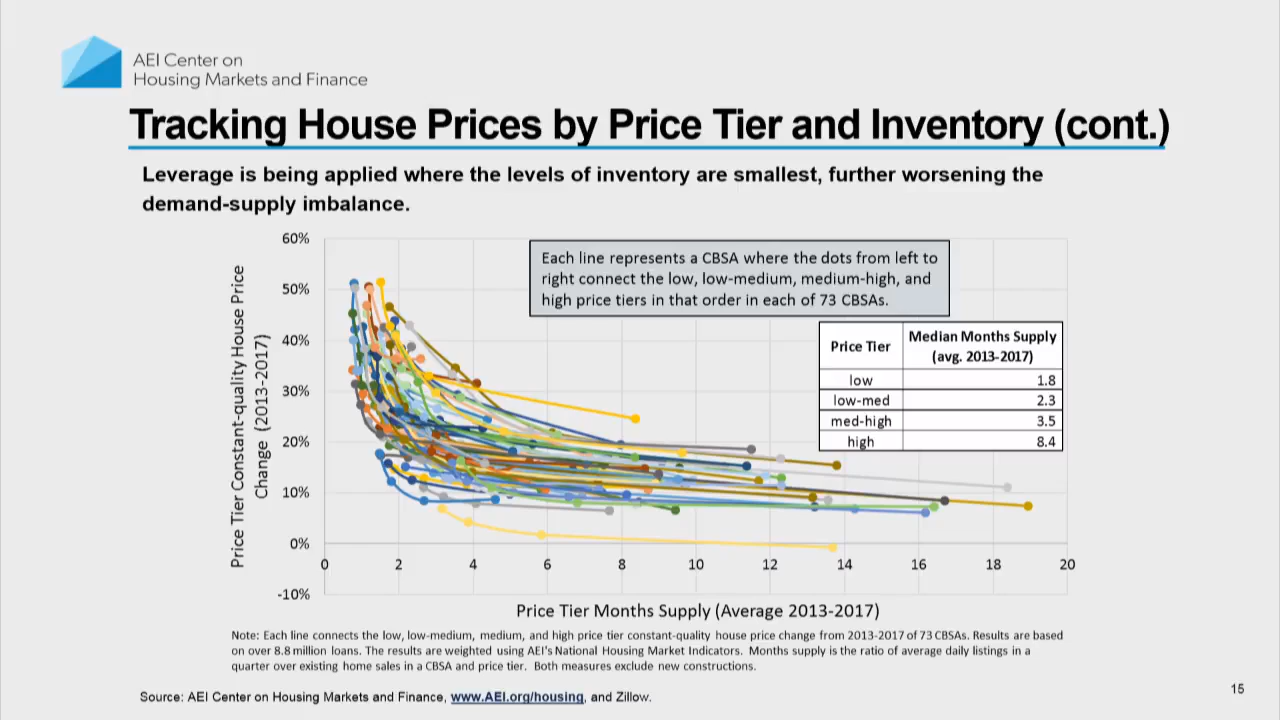 AEI Center on
Housing Markets and Finance
Tracking House Prices by Price Tier and Inventory (cont.)
Leverage is being applied where the levels of inventory are smallest, further worsening the
demand-supply imbalance.
Price Tier Constant-quality House Price
Change (2013-2017)
60%
50%
40%
30%
20%
10%
0%
-10%
Each line represents a CBSA where the dots from left to
right connect the low, low-medium, medium-high, and
high price tiers in that order in each of 73 CBSAs.
Price Tier Median Months Supply
(avg. 2013-2017)
low 1.8
low-med 2.3
med-high 3.5
high 8.4
0 2 4 6 8 10 12 14 16 18 20
Price Tier Months Supply (Average 2013-2017)
Note: Each line connects the low, low-medium, medium, and high price tier constant-quality house price change from 2013-2017 of 73 CBSAs. Results are based
on over 8.8 million loans. The results are weighted using AEI's National Housing Market Indicators. Months supply is the ratio of average daily listings in a
quarter over existing home sales in a CBSA and price tier. Both measures exclude new constructions.
Source: AEI Center on Housing Markets and Finance, www.AEI.org/housing, and Zillow.
15